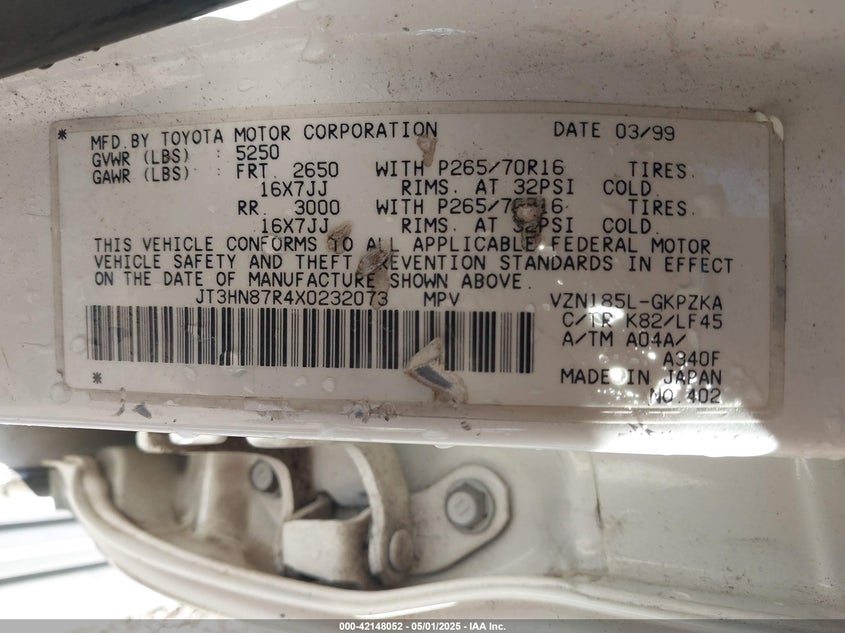 * MFD.BY TOYOTA MOTOR CORPORATION DATE 03/99
GVWR (LBS) : 5250
GAWR (LBS) : FRT. 2650 WITH P265/70R16 TIRES.
16X7JJ RIMS. AT 32PSI COLD.
RR. 3000 WITH P265/70R16 TIRES.
16X7JJ RIMS. AT 32PSI COLD.
THIS VEHICLE CONFORMS TO ALL APPLICABLE FEDERAL MOTOR
VEHICLE SAFETY AND THEFT PREVENTION STANDARDS IN EFFECT
ON THE DATE OF MANUFACTURE SHOWN ABOVE.
JT3HN87R4X0232073 MPV VZN185L-GKPZKA
C/TR K82/LF45
A/TM A04A/
A340F
* MADE IN JAPAN
NO.402
000-42148052 - 05/01/2025 - IAA Inc.